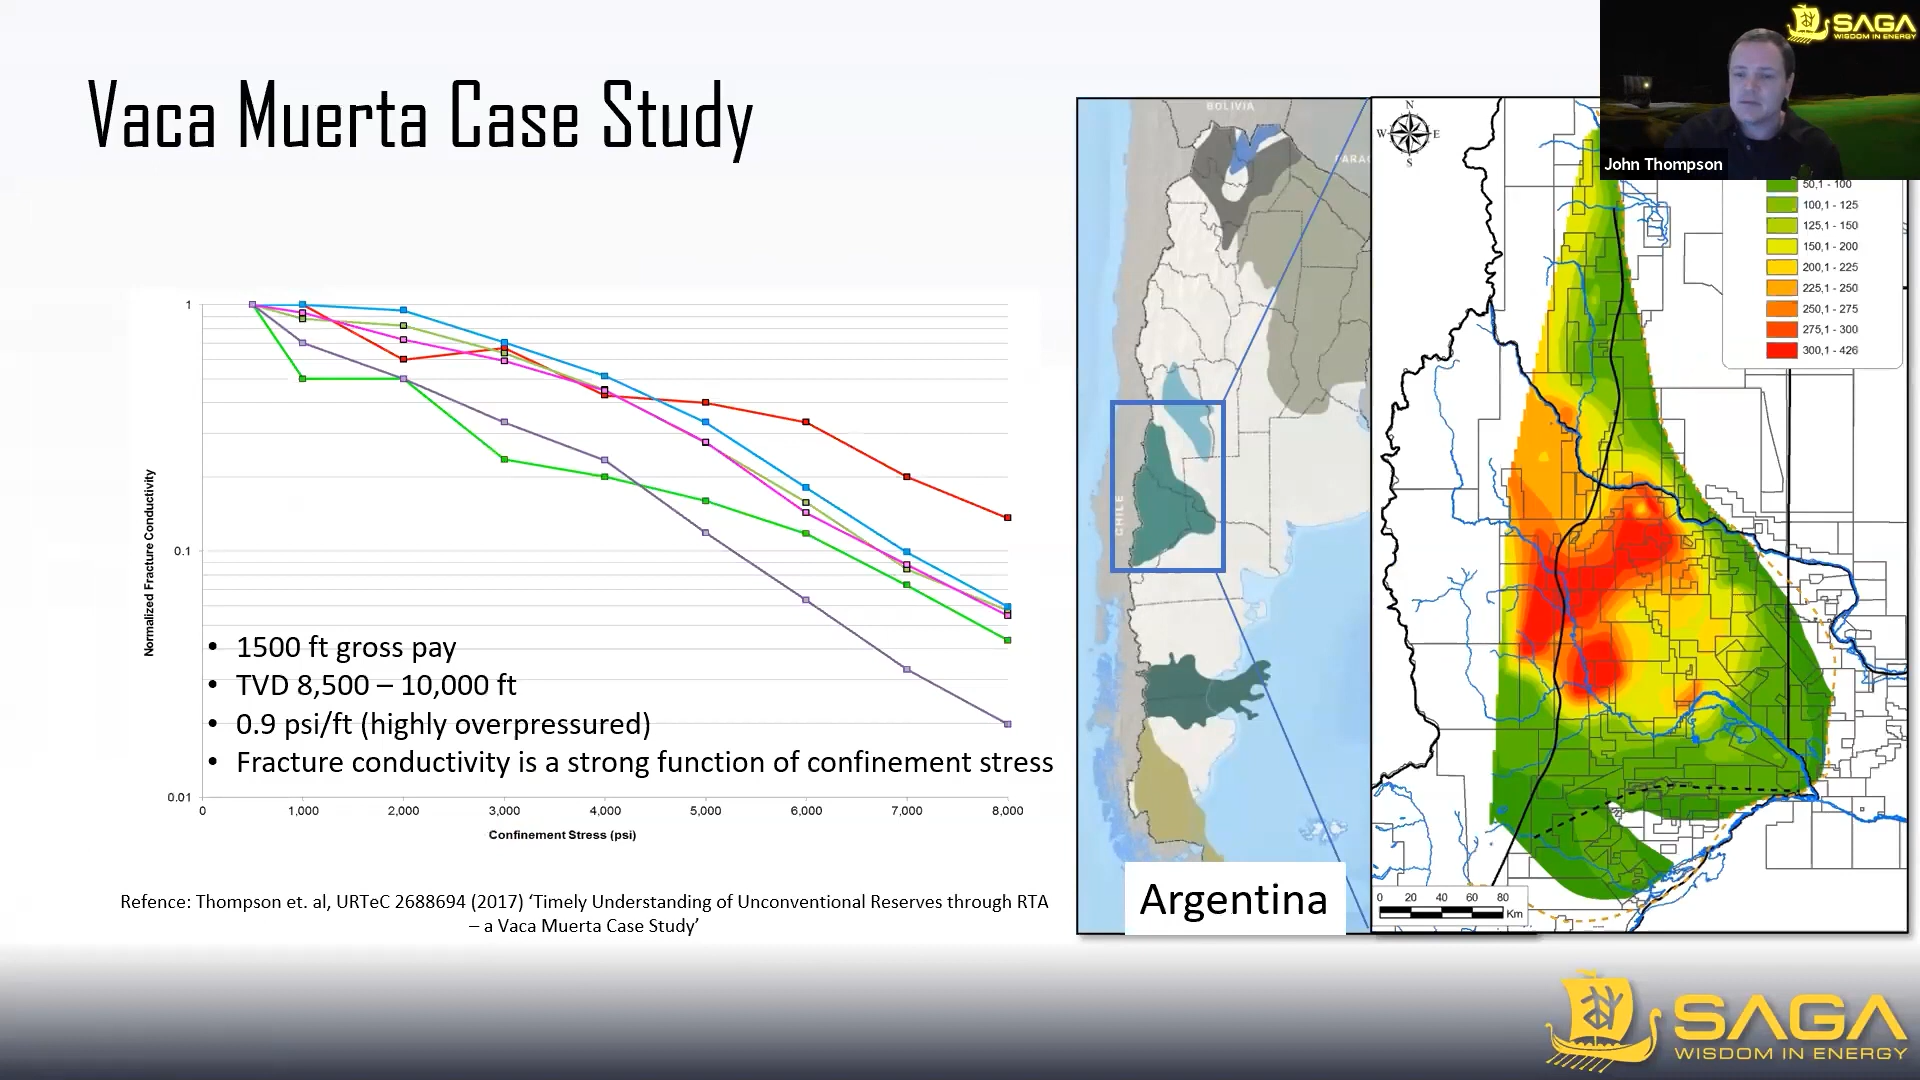 SAGA
WISDOM IN ENERGY
John Thompson
Vaca Muerta Case Study
1
0.1
0.01
Normalized Fracture Conductivity
0
1,000
2,000
3,000
4,000
5,000
6,000
7,000
8,000
Confinement Stress (psi)
• 1500 ft gross pay
• TVD 8,500 – 10,000 ft
• 0.9 psi/ft (highly overpressured)
• Fracture conductivity is a strong function of confinement stress
Refence: Thompson et. al, URTeC 2688694 (2017) ‘Timely Understanding of Unconventional Reserves through RTA
– a Vaca Muerta Case Study’
BOLIVIA
PARAG
CHILE
Argentina
N
W
E
S
50,1 - 100
100,1 - 125
125,1 - 150
150,1 - 200
200,1 - 225
225,1 - 250
250,1 - 275
275,1 - 300
300,1 - 426
0 20 40 60 80
Km
SAGA
WISDOM IN ENERGY